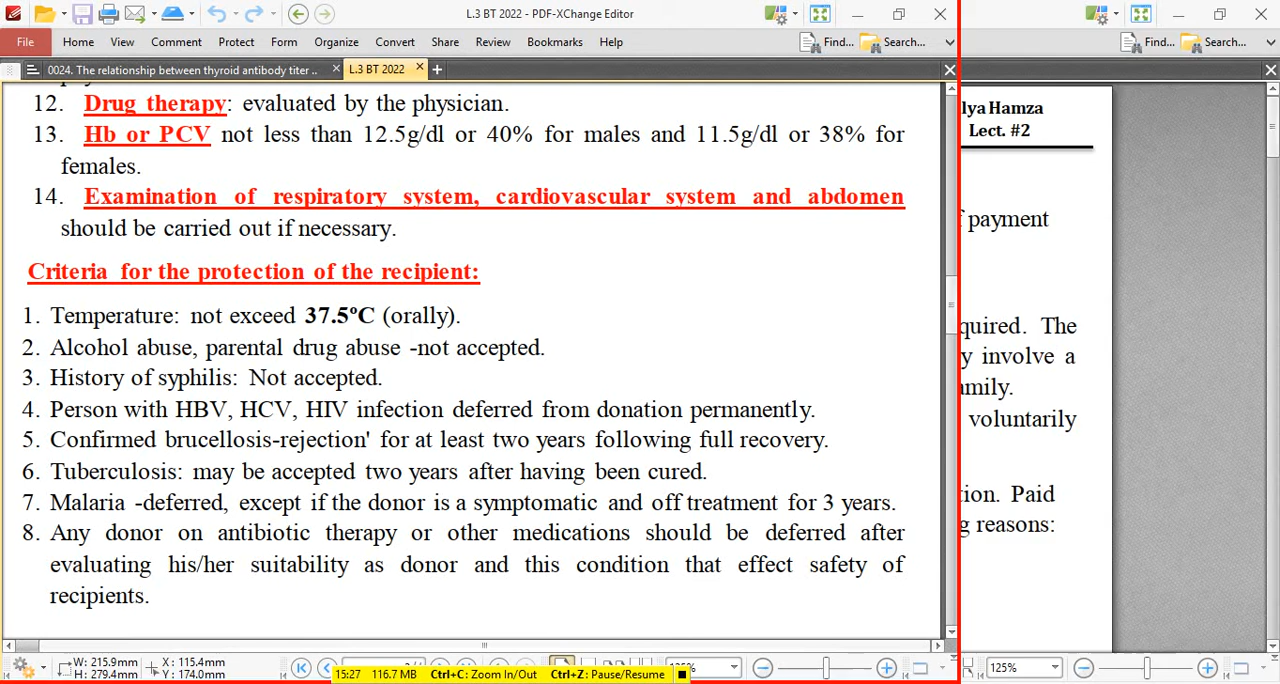 L.3 BT 2022 - PDF-XChange Editor
File Home View Comment Protect Form Organize Convert Share Review Bookmarks Help Find... Search... Find... Search...
0024. The relationship between thyroid antibody titer .. L.3 BT 2022
12. Drug therapy: evaluated by the physician.
13. Hb or PCV not less than 12.5g/dl or 40% for males and 11.5g/dl or 38% for
females.
14. Examination of respiratory system, cardiovascular system and abdomen
should be carried out if necessary.
Criteria for the protection of the recipient:
1. Temperature: not exceed 37.5ºC (orally).
2. Alcohol abuse, parental drug abuse -not accepted.
3. History of syphilis: Not accepted.
4. Person with HBV, HCV, HIV infection deferred from donation permanently.
5. Confirmed brucellosis-rejection' for at least two years following full recovery.
6. Tuberculosis: may be accepted two years after having been cured.
7. Malaria -deferred, except if the donor is a symptomatic and off treatment for 3 years.
8. Any donor on antibiotic therapy or other medications should be deferred after
evaluating his/her suitability as donor and this condition that effect safety of
recipients.
lya Hamza
Lect. #2
payment
quired. The
y involve a
amily.
voluntarily
tion. Paid
g reasons:
W: 215.9mm
H: 279.4mm
X: 115.4mm
Y: 174.0mm
15:27 116.7 MB Ctrl+C: Zoom In/Out Ctrl+Z: Pause/Resume
125%